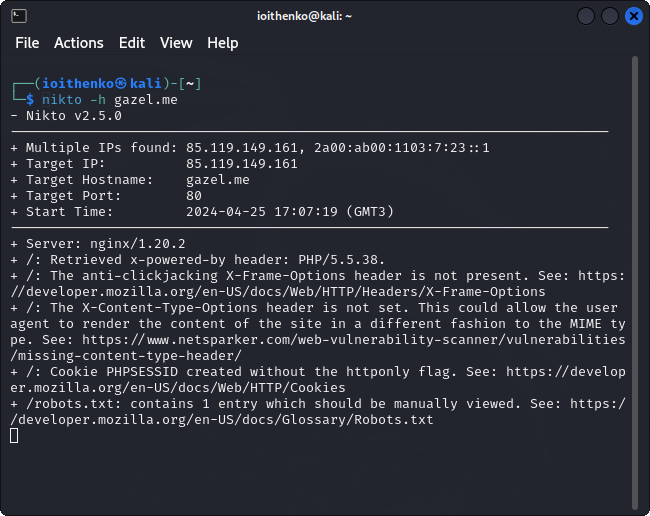 ioithenko@kali: ~
File Actions Edit View Help
┌──(ioithenko㉿kali)-[~]
└─$ nikto -h gazel.me
- Nikto v2.5.0
---------------------------------------------------------------------------
+ Multiple IPs found: 85.119.149.161, 2a00:ab00:1103:7:23::1
+ Target IP: 85.119.149.161
+ Target Hostname: gazel.me
+ Target Port: 80
+ Start Time: 2024-04-25 17:07:19 (GMT3)
---------------------------------------------------------------------------
+ Server: nginx/1.20.2
+ /: Retrieved x-powered-by header: PHP/5.5.38.
+ /: The anti-clickjacking X-Frame-Options header is not present. See: https:
//developer.mozilla.org/en-US/docs/Web/HTTP/Headers/X-Frame-Options
+ /: The X-Content-Type-Options header is not set. This could allow the user
agent to render the content of the site in a different fashion to the MIME ty
pe. See: https://www.netsparker.com/web-vulnerability-scanner/vulnerabilities
/missing-content-type-header/
+ /: Cookie PHPSESSID created without the httponly flag. See: https://develop
er.mozilla.org/en-US/docs/Web/HTTP/Cookies
+ /robots.txt: contains 1 entry which should be manually viewed. See: https:/
/developer.mozilla.org/en-US/docs/Glossary/Robots.txt